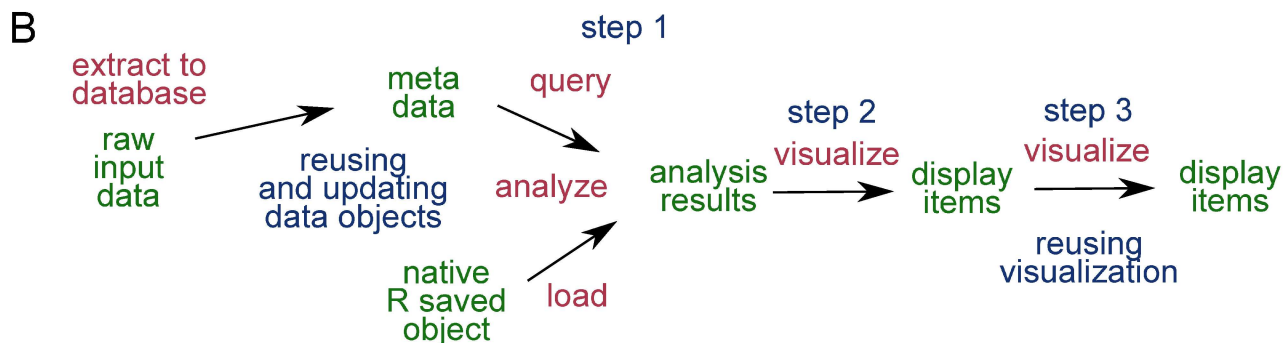 B
step 1
extract to
database
raw
input
data
meta
data
query
reusing
and updating
data objects
analyze
native
R saved
object
load
analysis
results
step 2
visualize
display
items
step 3
visualize
reusing
visualization
display
items